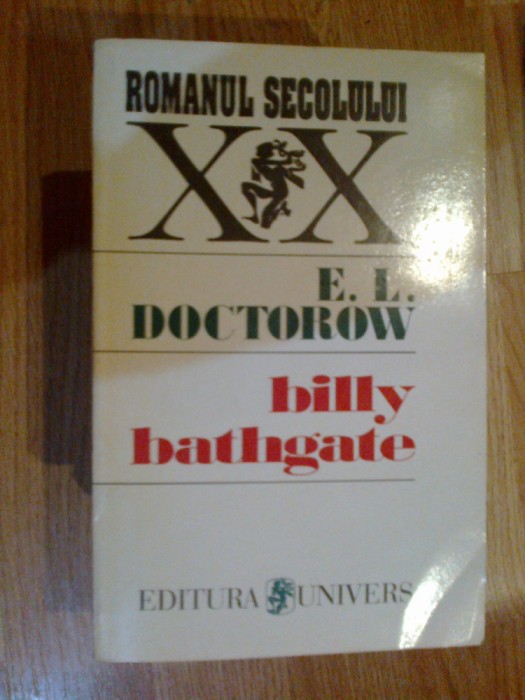 ROMANUL SECOLULUI
XX
E. L.
DOCTOROW
billy
bathgate
EDITURA UNIVERS